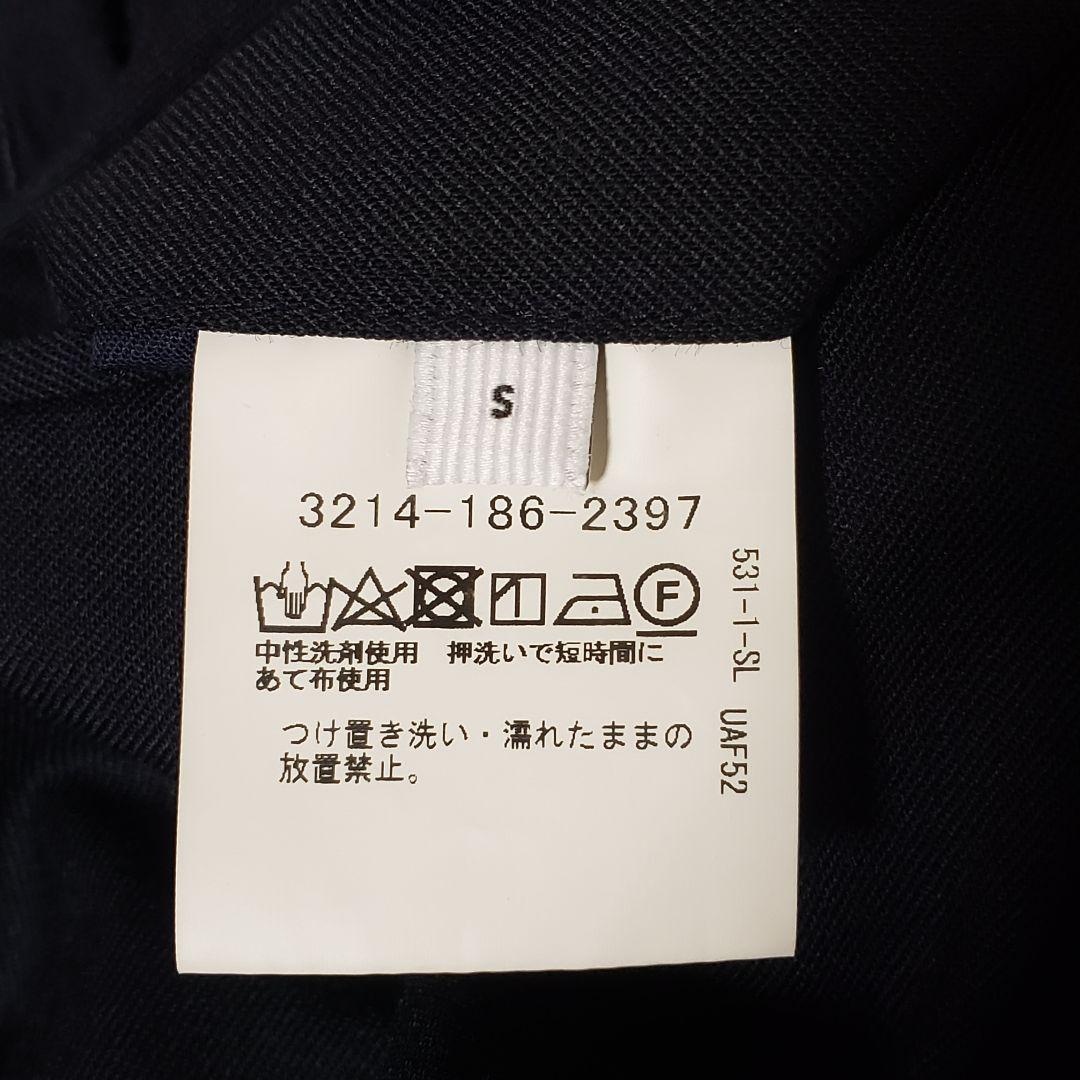 S
3214-186-2397
F
中性洗剤使用　押洗いで短時間に
あて布使用
つけ置き洗い・濡れたままの
放置禁止。
531-1-SL UAF52